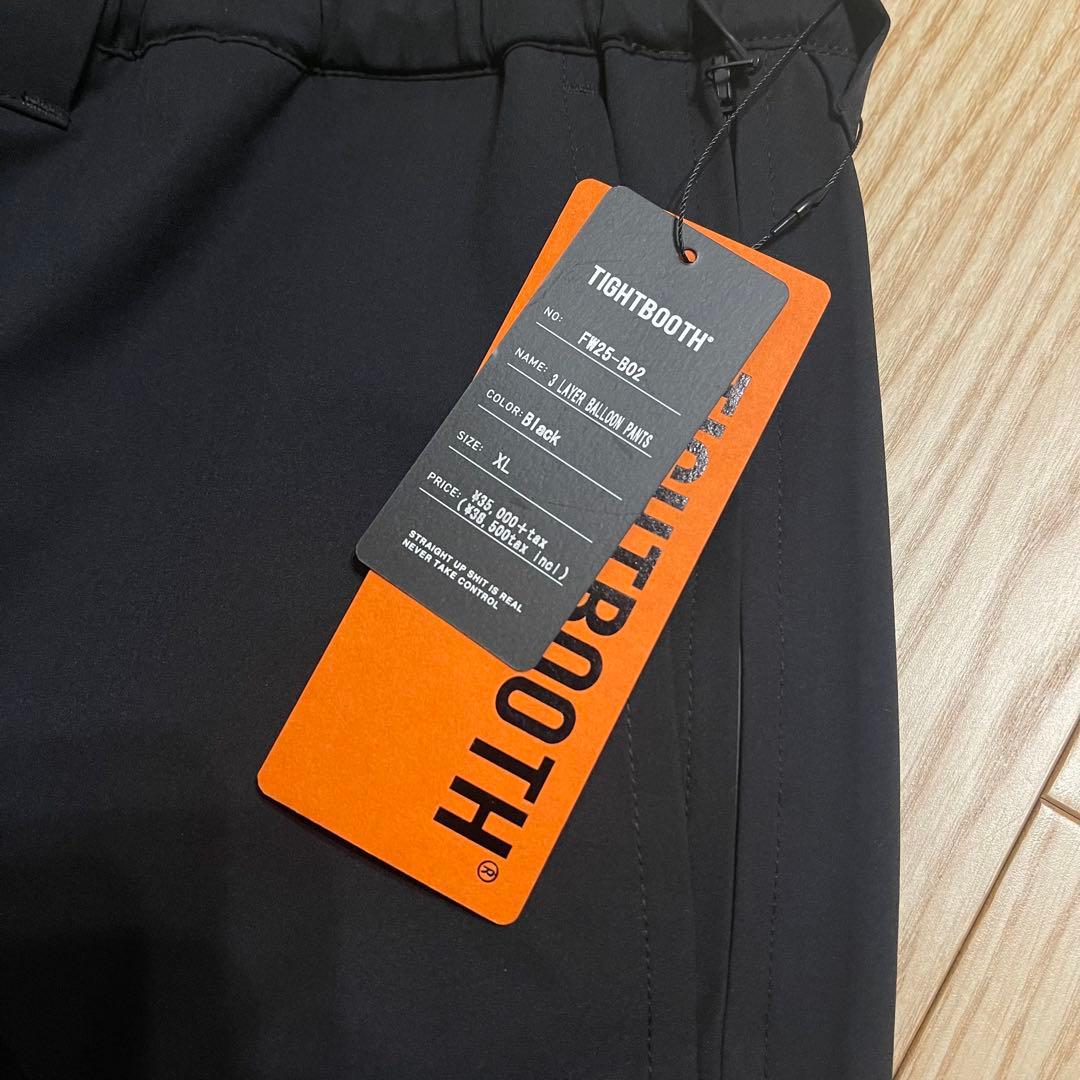 TIGHTBOOTH®
NO: FW25-B02
NAME: 3 LAYER BALLOON PANTS
COLOR: Black
SIZE: XL
PRICE: ¥35,000+tax
(¥38,500tax incl)
STRAIGHT UP SHIT IS REAL
NEVER TAKE CONTROL
TIGHTBOOTH®